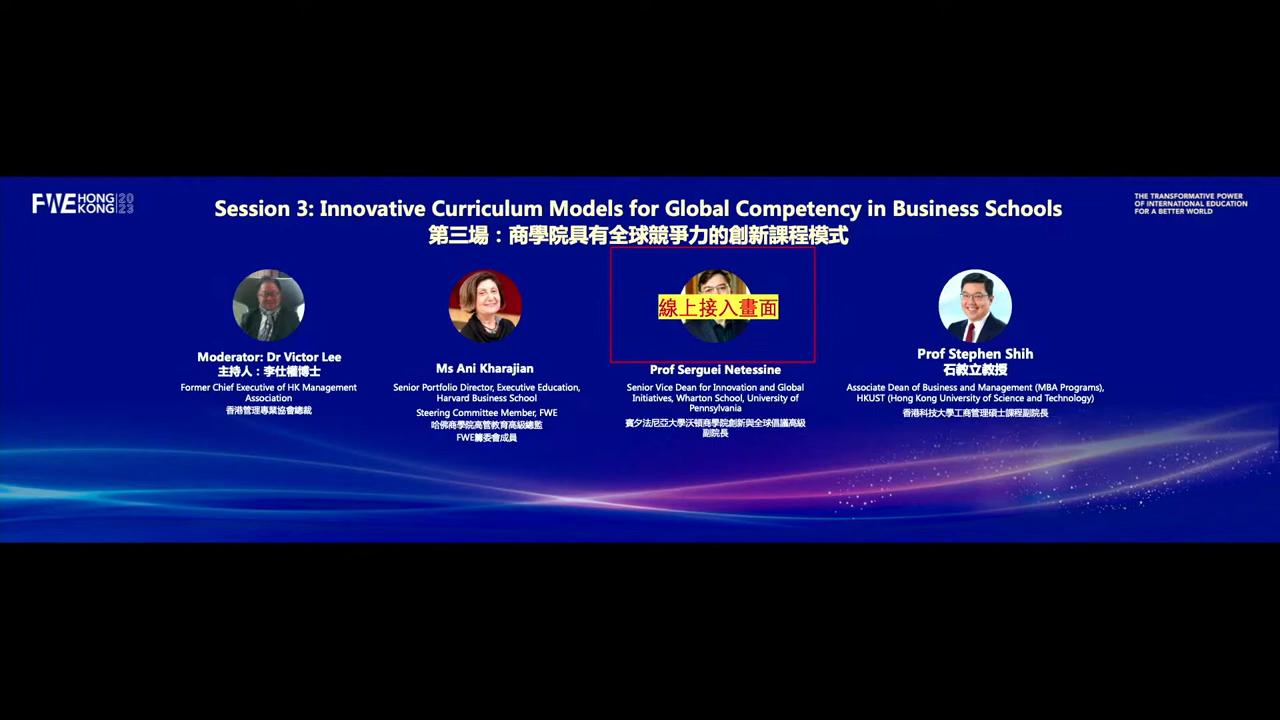 FWE HONG KONG 2023
THE TRANSFORMATIVE POWER
OF INTERNATIONAL EDUCATION
FOR A BETTER WORLD
Session 3: Innovative Curriculum Models for Global Competency in Business Schools
第三場：商學院具有全球競爭力的創新課程模式
Moderator: Dr Victor Lee
主持人：李仕權博士
Former Chief Executive of HK Management
Association
香港管理專業協會總裁
Ms Ani Kharajian
Senior Portfolio Director, Executive Education,
Harvard Business School
Steering Committee Member, FWE
哈佛商學院高管教育高級總監
FWE籌委會成員
線上接入畫面
Prof Serguei Netessine
Senior Vice Dean for Innovation and Global
Initiatives, Wharton School, University of
Pennsylvania
賓夕法尼亞大學沃頓商學院創新與全球倡議高級
副院長
Prof Stephen Shih
石教立教授
Associate Dean of Business and Management (MBA Programs),
HKUST (Hong Kong University of Science and Technology)
香港科技大學工商管理碩士課程副院長